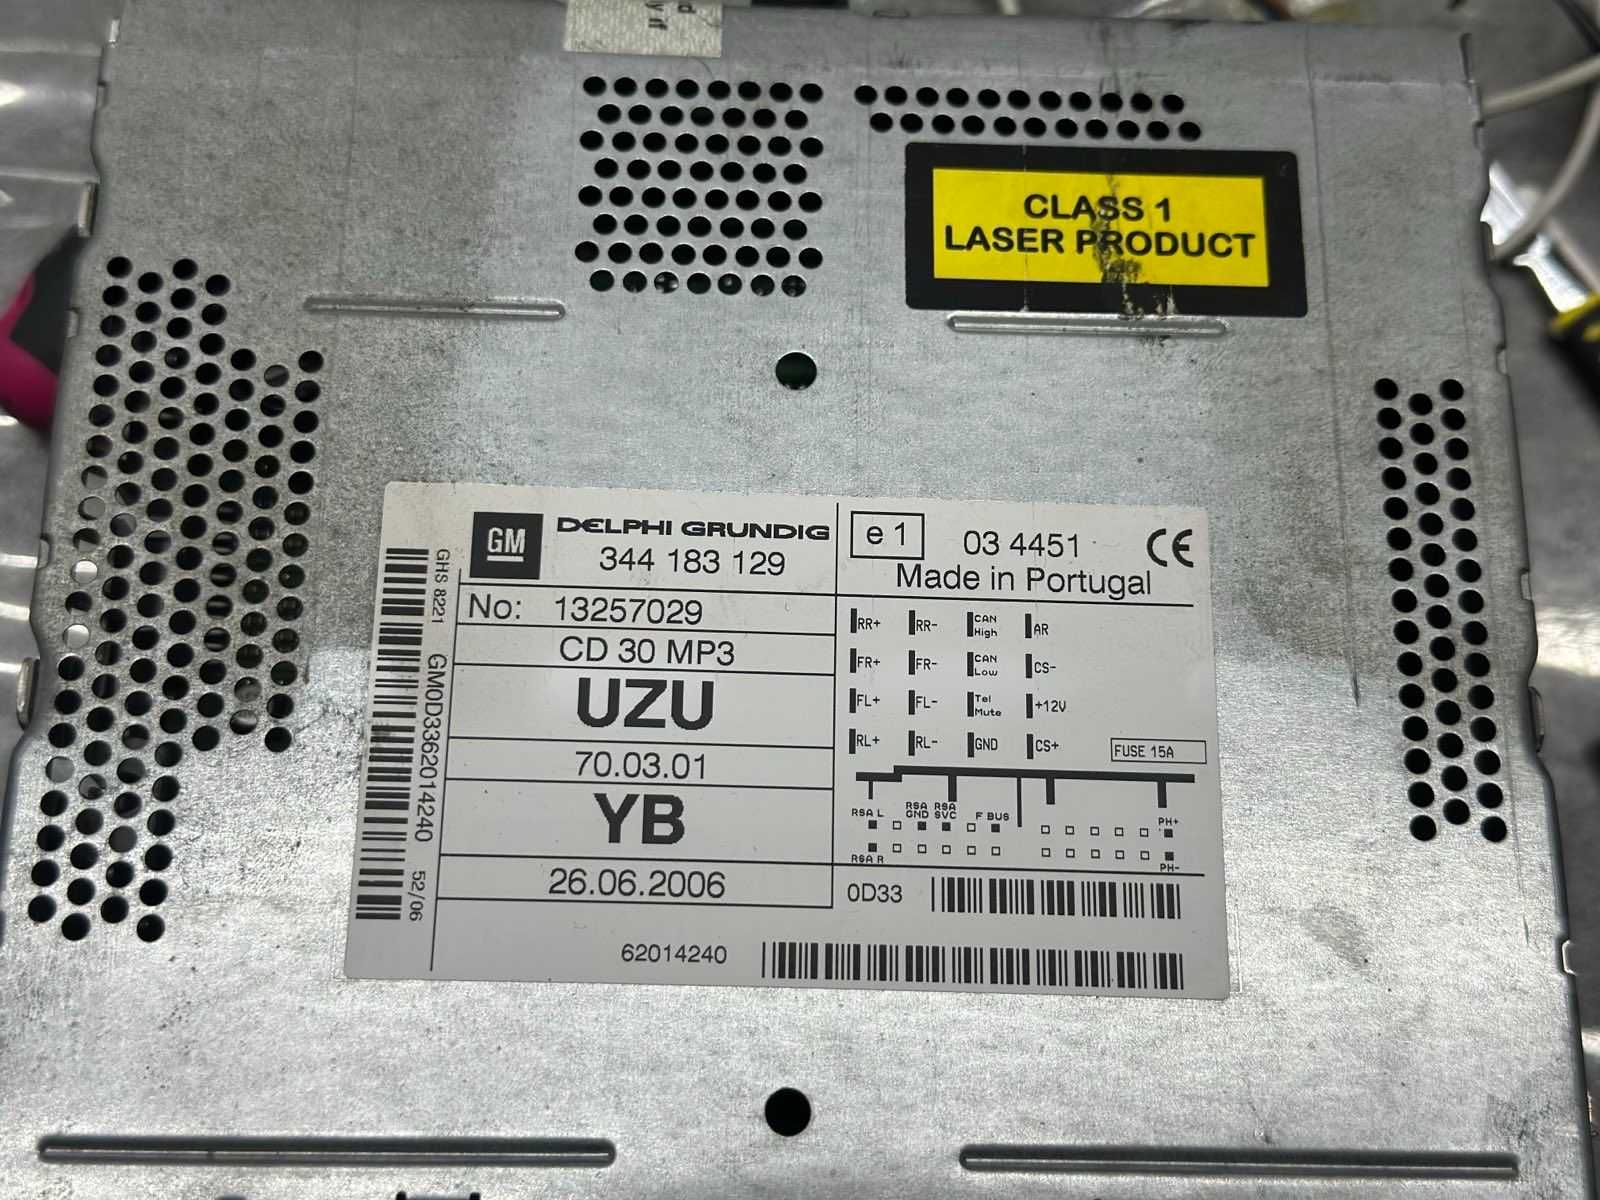 CLASS 1
LASER PRODUCT
GM
DELPHI GRUNDIG
344 183 129
No: 13257029
CD 30 MP3
UZU
70.03.01
YB
26.06.2006
62014240
GHS 8221 GM0D3362014240 52/06
e1 03 4451 CE
Made in Portugal
RR+ RR- CAN High AR
FR+ FR- CAN Low CS-
FL+ FL- Tel Mute +12V
RL+ RL- GND CS+
FUSE 15A
RSA L RSA GND RSA SVC F BUS PH+
RSA R PH-
0D33